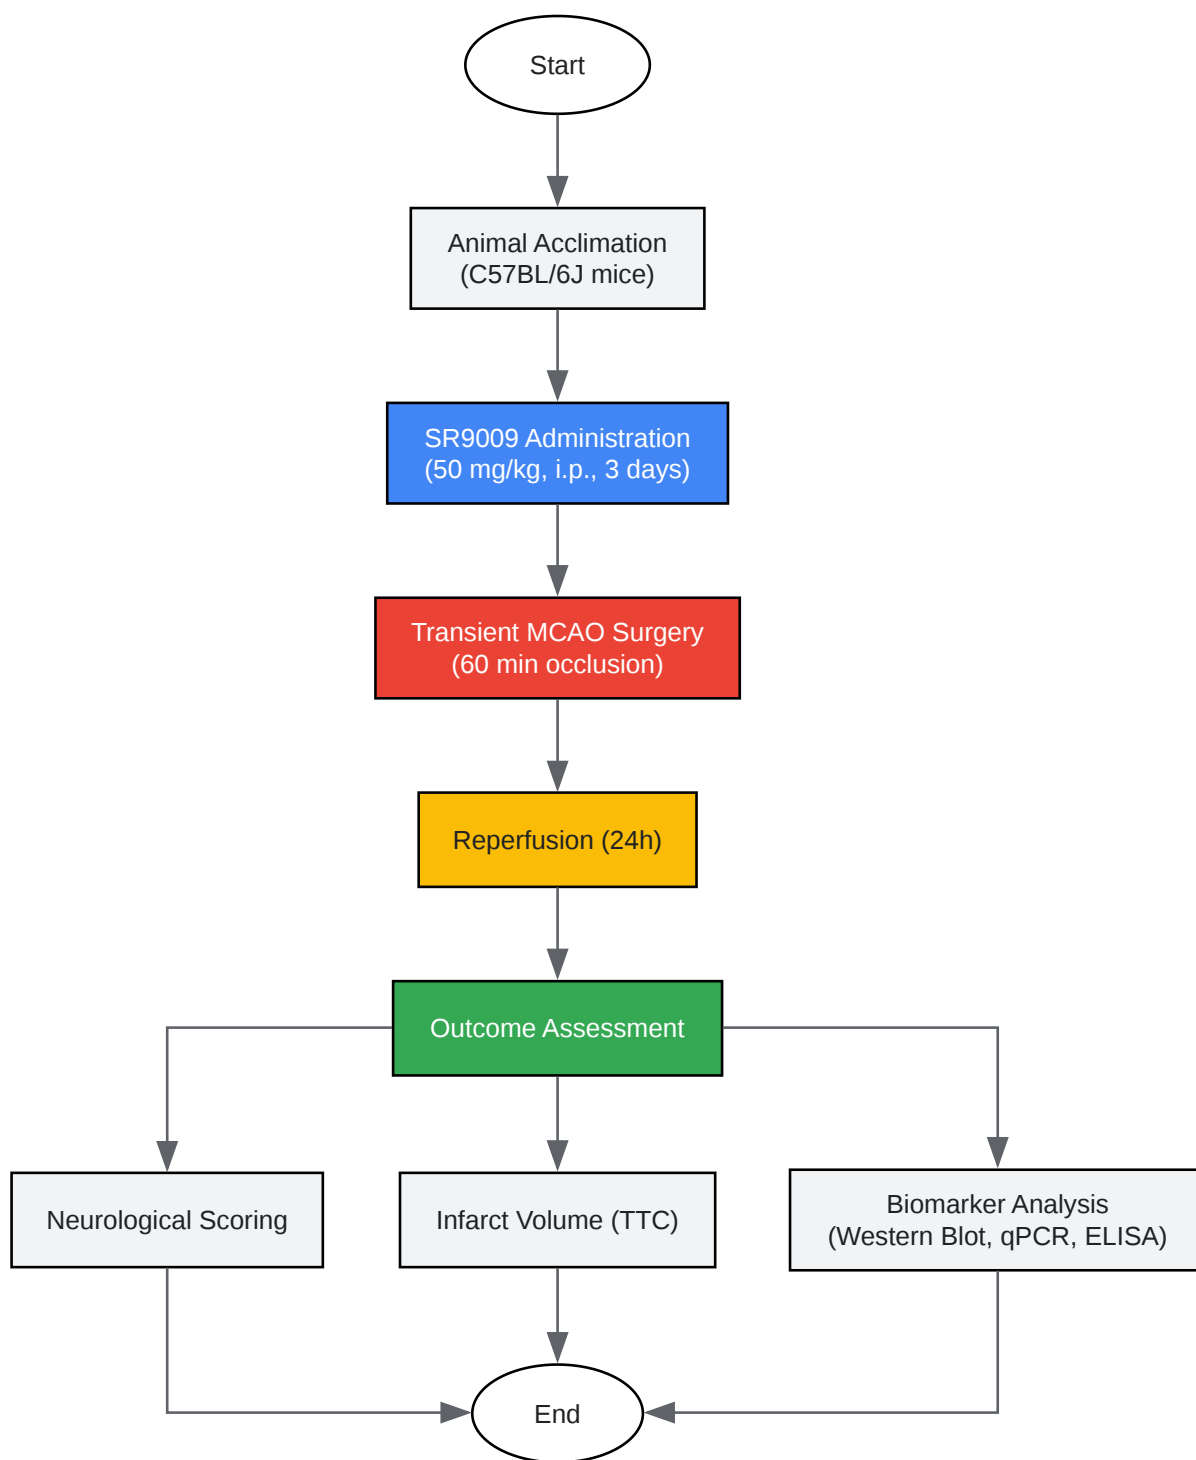 Start
Animal Acclimation
(C57BL/6J mice)
SR9009 Administration
(50 mg/kg, i.p., 3 days)
Transient MCAO Surgery
(60 min occlusion)
Reperfusion (24h)
Outcome Assessment
Neurological Scoring
Infarct Volume (TTC)
Biomarker Analysis
(Western Blot, qPCR, ELISA)
End